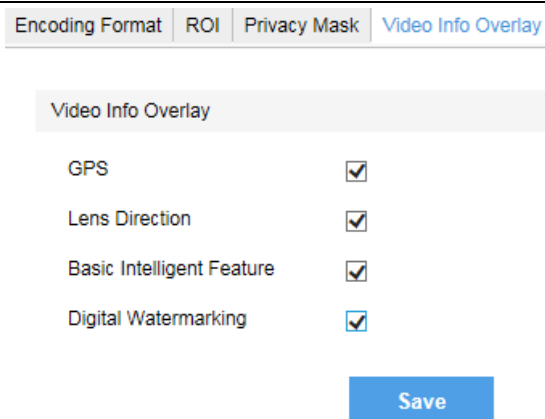 Encoding Format ROI Privacy Mask Video Info Overlay
Video Info Overlay
GPS
Lens Direction
Basic Intelligent Feature
Digital Watermarking
Save